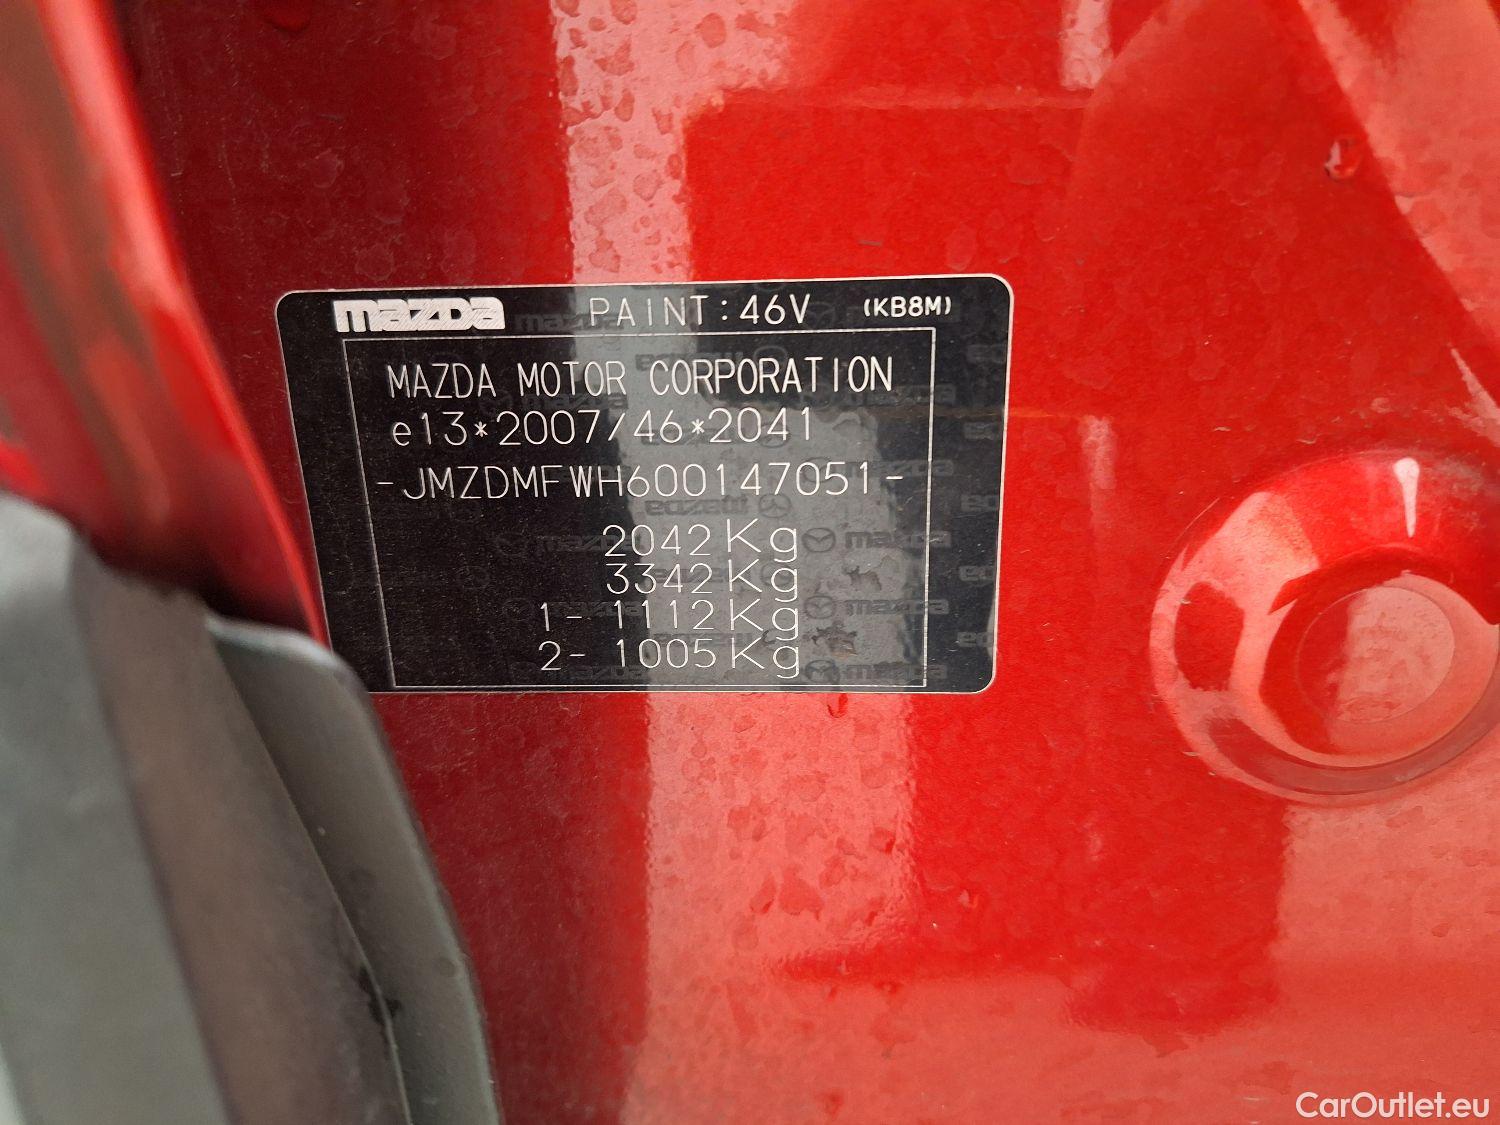 mazda PAINT:46V (KB8M)
MAZDA MOTOR CORPORATION
e13*2007/46*2041
-JMZDMFWH600147051-
2042Kg
3342Kg
1- 1112Kg
2- 1005Kg
CarOutlet.eu